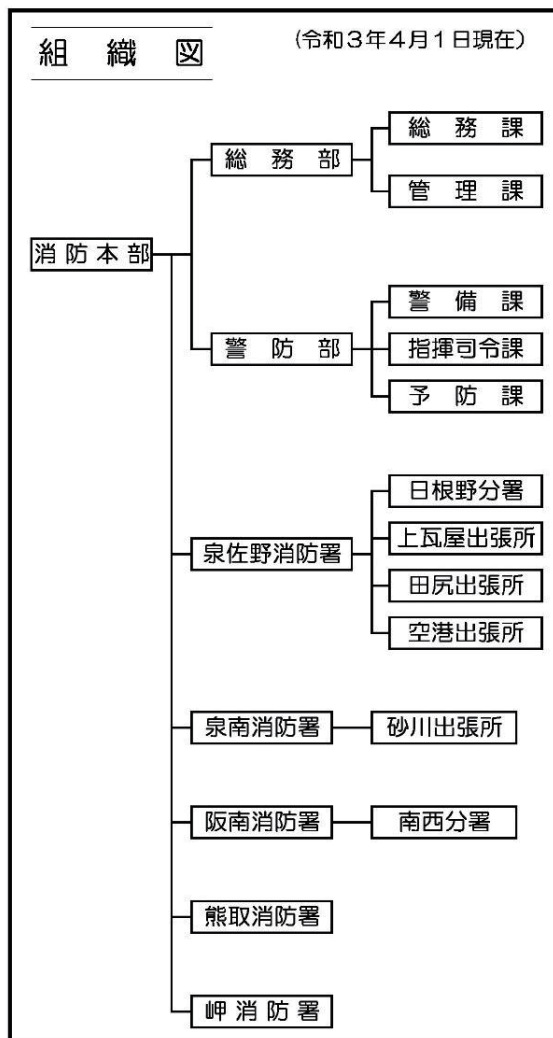 組織図
(令和3年4月1日現在)
総務課
総務部
管理課
消防本部
警備課
警防部
指揮司令課
予防課
日根野分署
上瓦屋出張所
泉佐野消防署
田尻出張所
空港出張所
泉南消防署
砂川出張所
阪南消防署
南西分署
熊取消防署
岬消防署